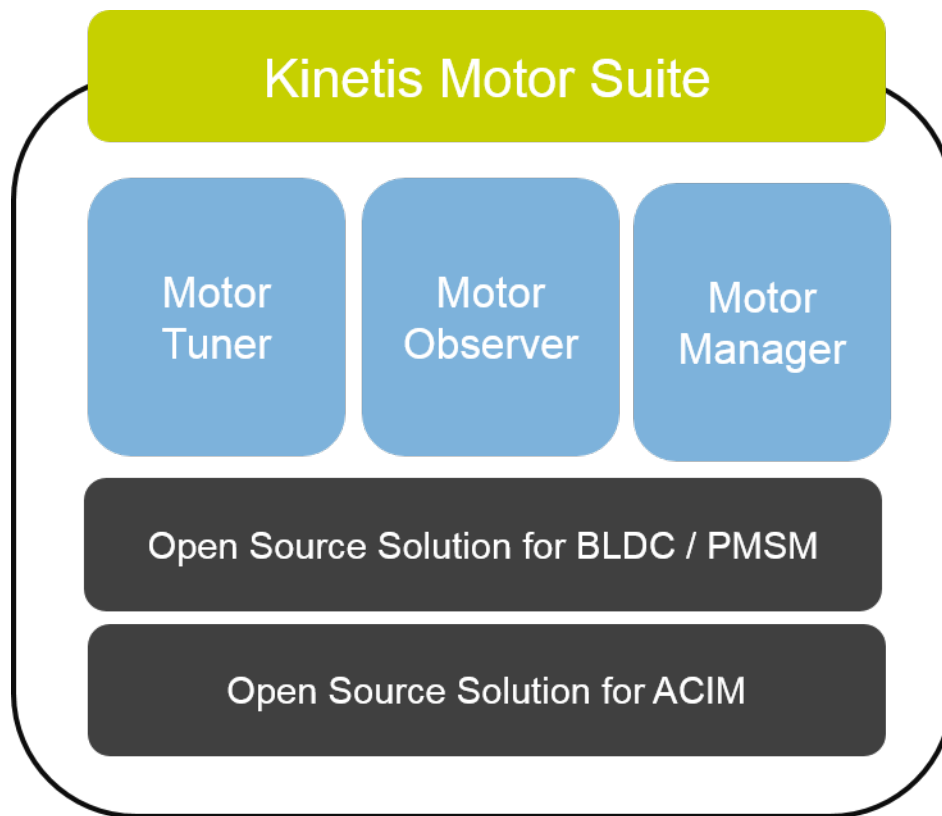 Kinetis Motor Suite
Motor
Tuner
Motor
Observer
Motor
Manager
Open Source Solution for BLDC / PMSM
Open Source Solution for ACIM